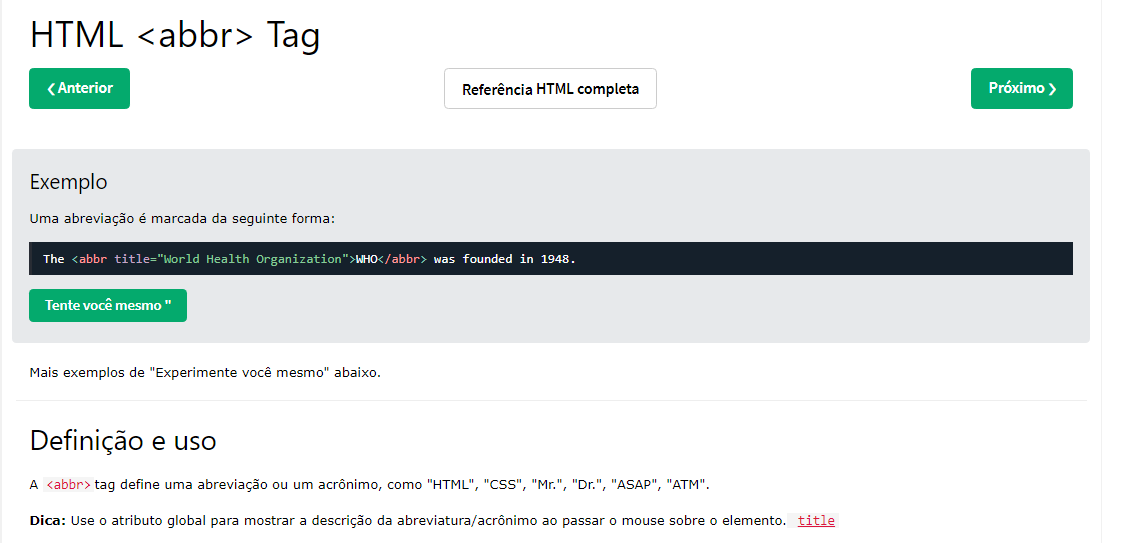 HTML <abbr> Tag
❮ Anterior
Referência HTML completa
Próximo ❯
Exemplo
Uma abreviação é marcada da seguinte forma:
The <abbr title="World Health Organization">WHO</abbr> was founded in 1948.
Tente você mesmo "
Mais exemplos de "Experimente você mesmo" abaixo.
Definição e uso
A <abbr> tag define uma abreviação ou um acrônimo, como "HTML", "CSS", "Mr.", "Dr.", "ASAP", "ATM".
Dica: Use o atributo global para mostrar a descrição da abreviatura/acrônimo ao passar o mouse sobre o elemento. title